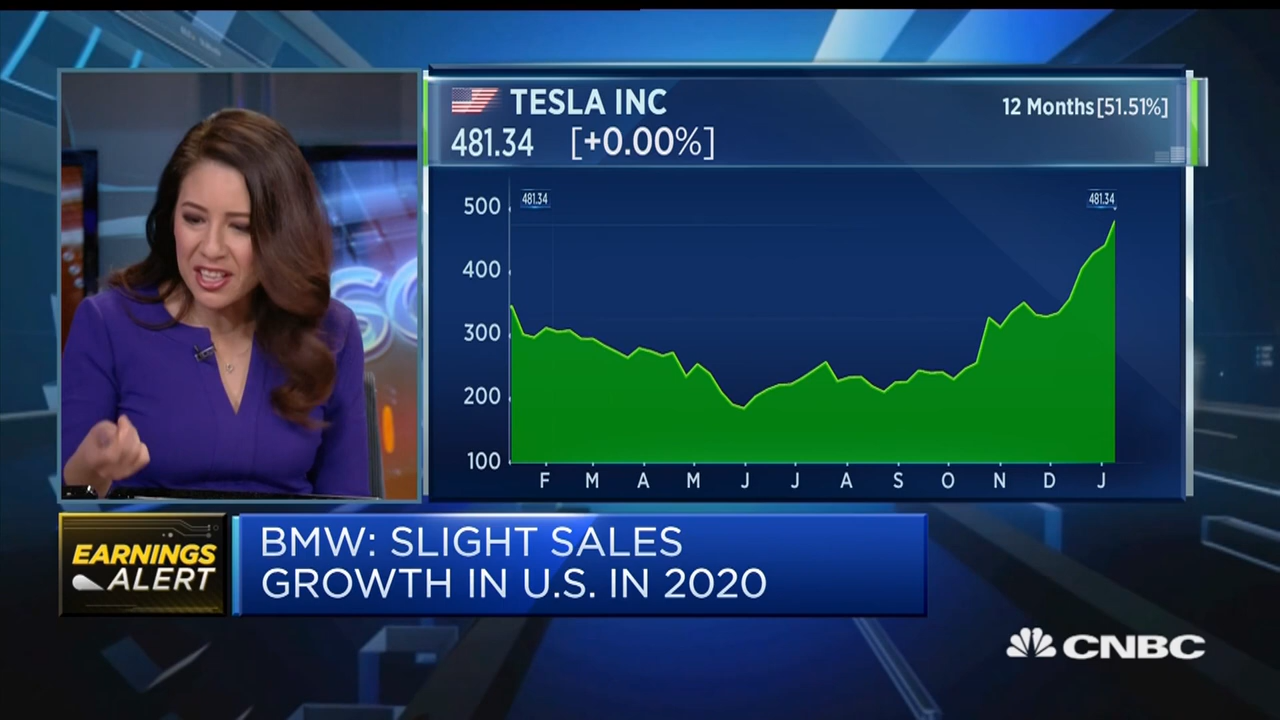 TESLA INC
481.34 [+0.00%]
12 Months[51.51%]
500
400
300
200
100
481.34
481.34
F M A M J J A S O N D J
EARNINGS
ALERT
BMW: SLIGHT SALES
GROWTH IN U.S. IN 2020
CNBC